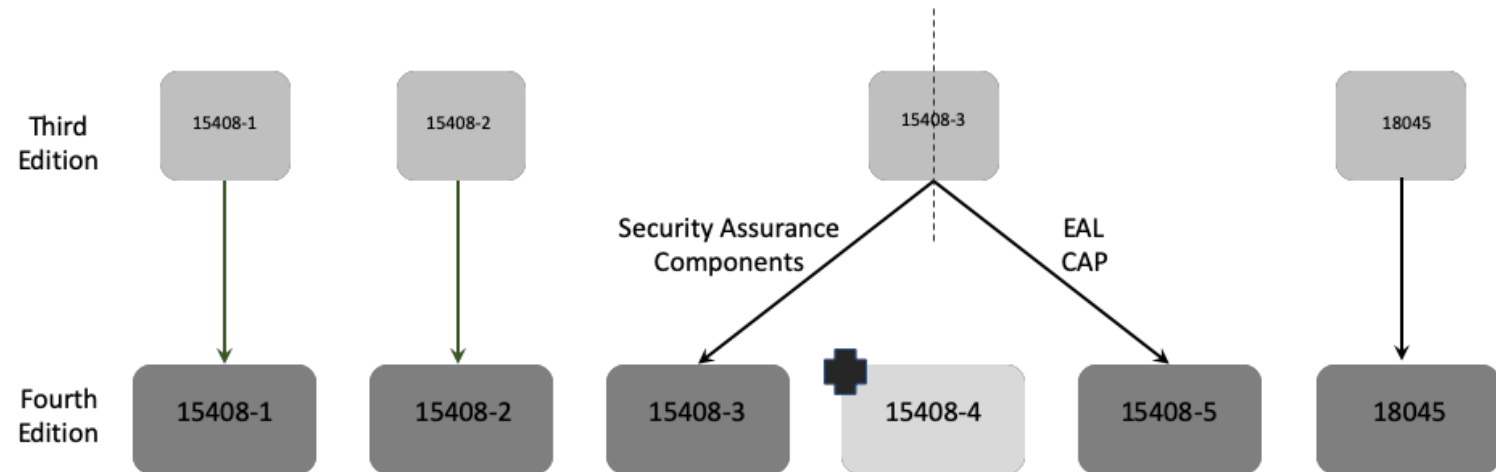 Third
Edition
15408-1
15408-2
15408-3
18045
Security Assurance
Components
EAL
CAP
Fourth
Edition
15408-1
15408-2
15408-3
15408-4
15408-5
18045